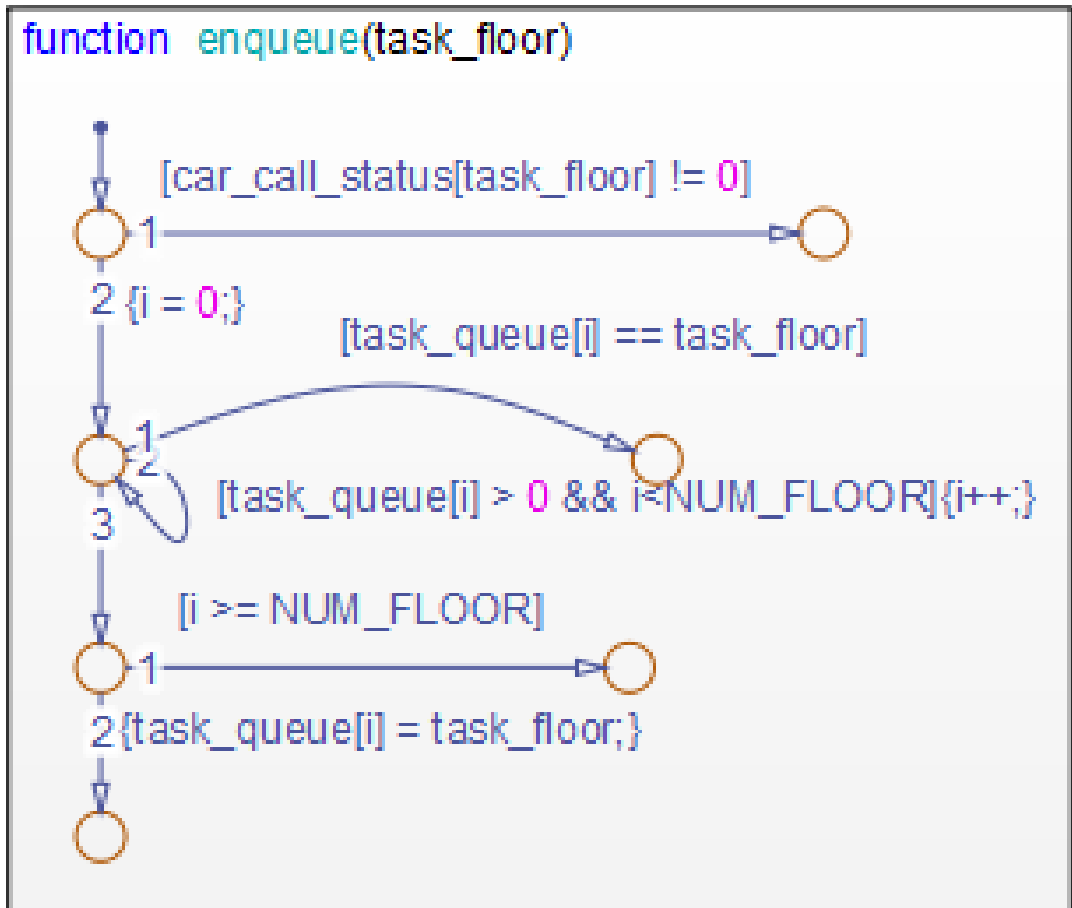 function enqueue(task_floor)
[car_call_status[task_floor] != 0]
1
2 {i = 0;}
[task_queue[i] == task_floor]
1
2
[task_queue[i] > 0 && i<NUM_FLOOR]{i++;}
3
[i >= NUM_FLOOR]
1
2 {task_queue[i] = task_floor;}